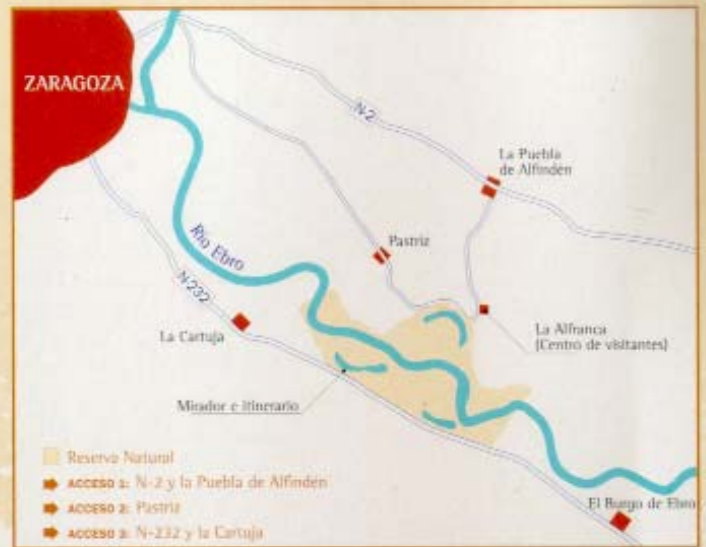 ZARAGOZA
N-2
La Puebla
de Alfindén
Río Ebro
Pastriz
N-232
La Cartuja
La Alfranca
(Centro de visitantes)
Mirador e itinerario
El Burgo de Ebro
Reserva Natural
ACCESO 1: N-2 y la Puebla de Alfindén
ACCESO 2: Pastriz
ACCESO 3: N-232 y la Cartuja